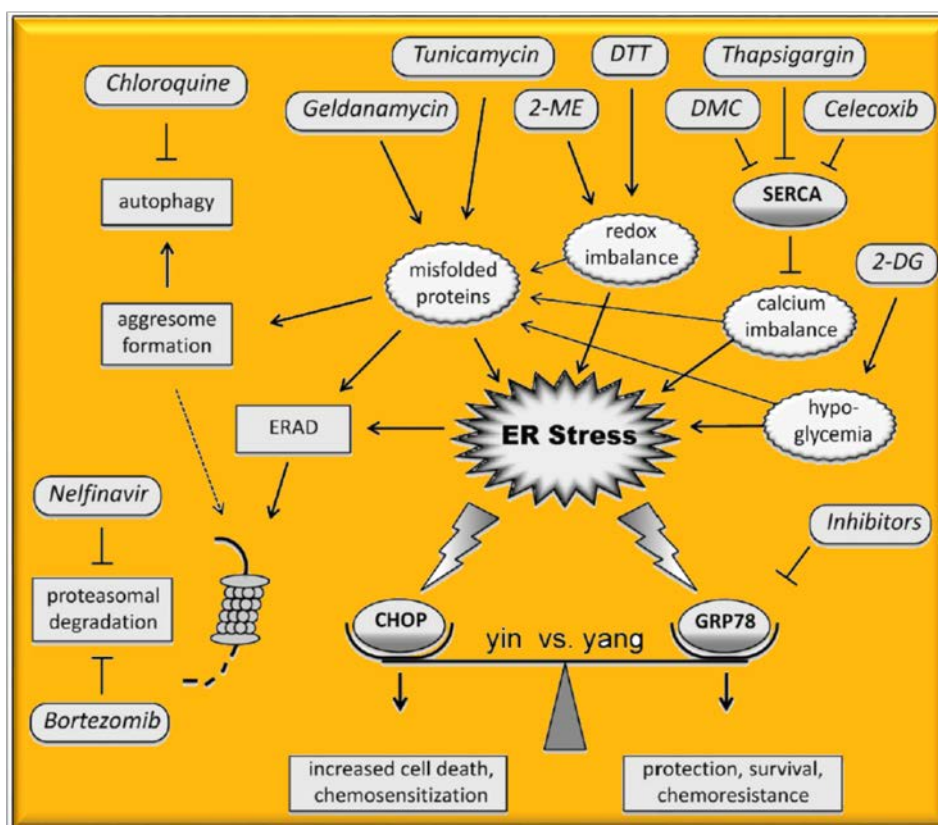 Tunicamycin
DTT
Thapsigargin
Chloroquine
Geldanamycin
2-ME
DMC
Celecoxib
autophagy
SERCA
redox
imbalance
misfolded
proteins
2-DG
aggresome
formation
calcium
imbalance
ERAD
ER Stress
hypo-
glycemia
Nelfinavir
Inhibitors
proteasomal
degradation
CHOP
yin vs. yang
GRP78
Bortezomib
increased cell death,
chemosensitization
protection, survival,
chemoresistance